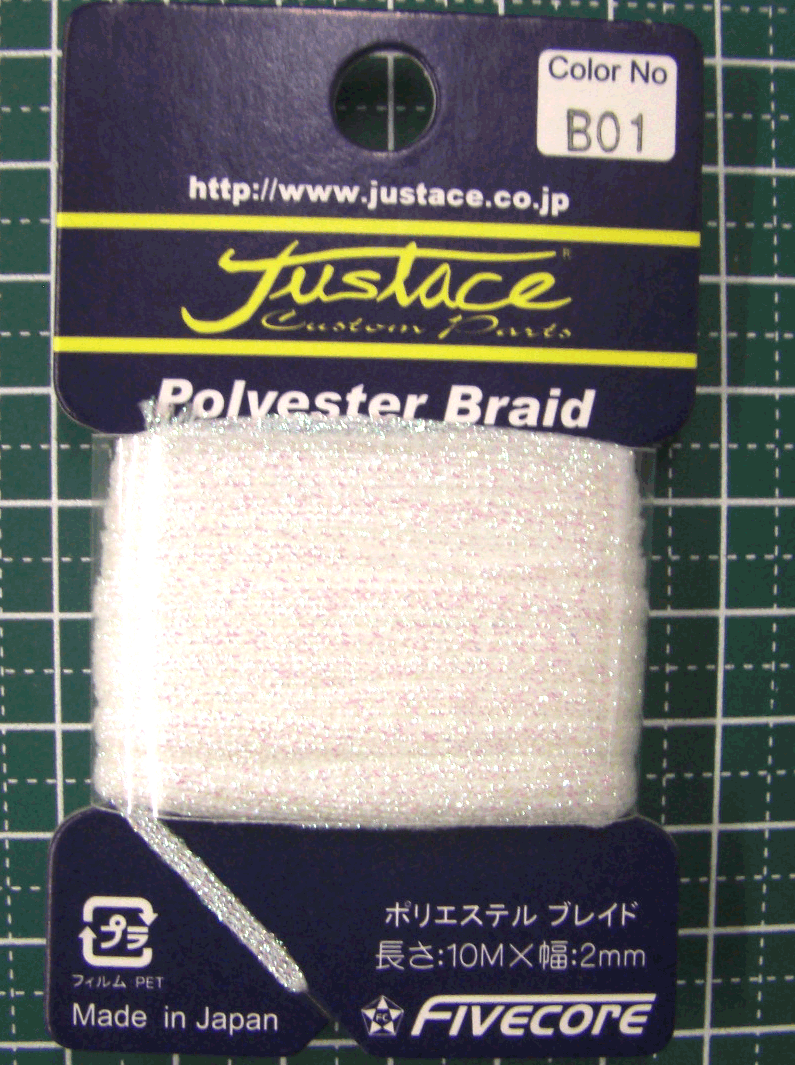 Color No
B01
http://www.justace.co.jp
Justace®
Custom Parts
Polyester Braid
ポリエステル ブレイド
長さ:10M×幅:2mm
プラ
フィルム PET
Made in Japan
FC
FIVECORE